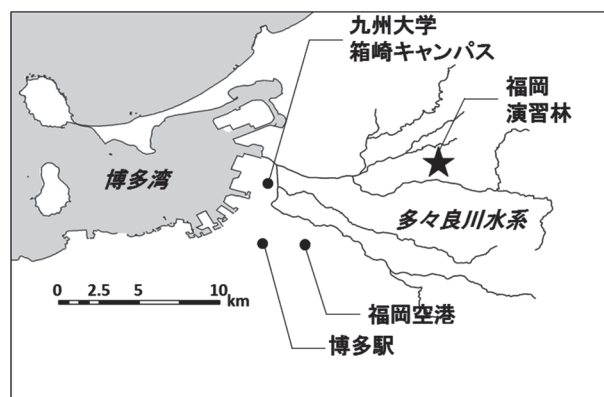 九州大学
箱崎キャンパス
福岡
演習林
博多湾
多々良川水系
0 2.5 5 10
km
福岡空港
博多駅